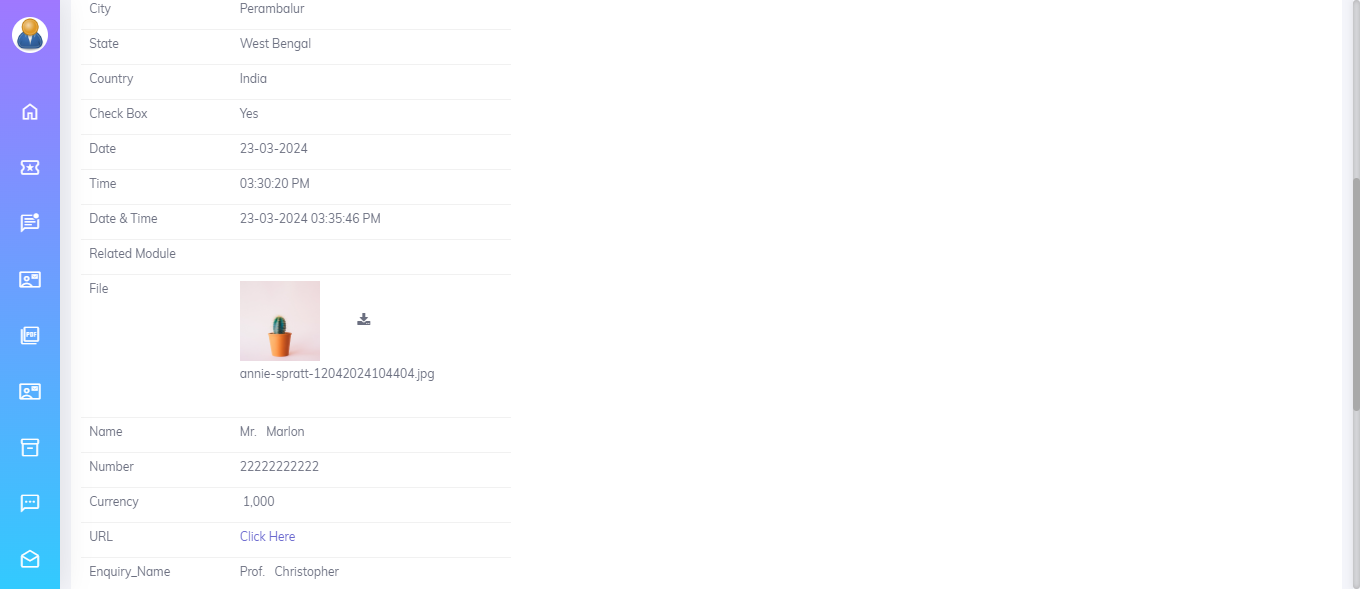 City Perambalur
State West Bengal
Country India
Check Box Yes
Date 23-03-2024
Time 03:30:20 PM
Date & Time 23-03-2024 03:35:46 PM
Related Module
File
annie-spratt-12042024104404.jpg
Name Mr. Marlon
Number 22222222222
Currency 1,000
URL Click Here
Enquiry_Name Prof. Christopher
PDF